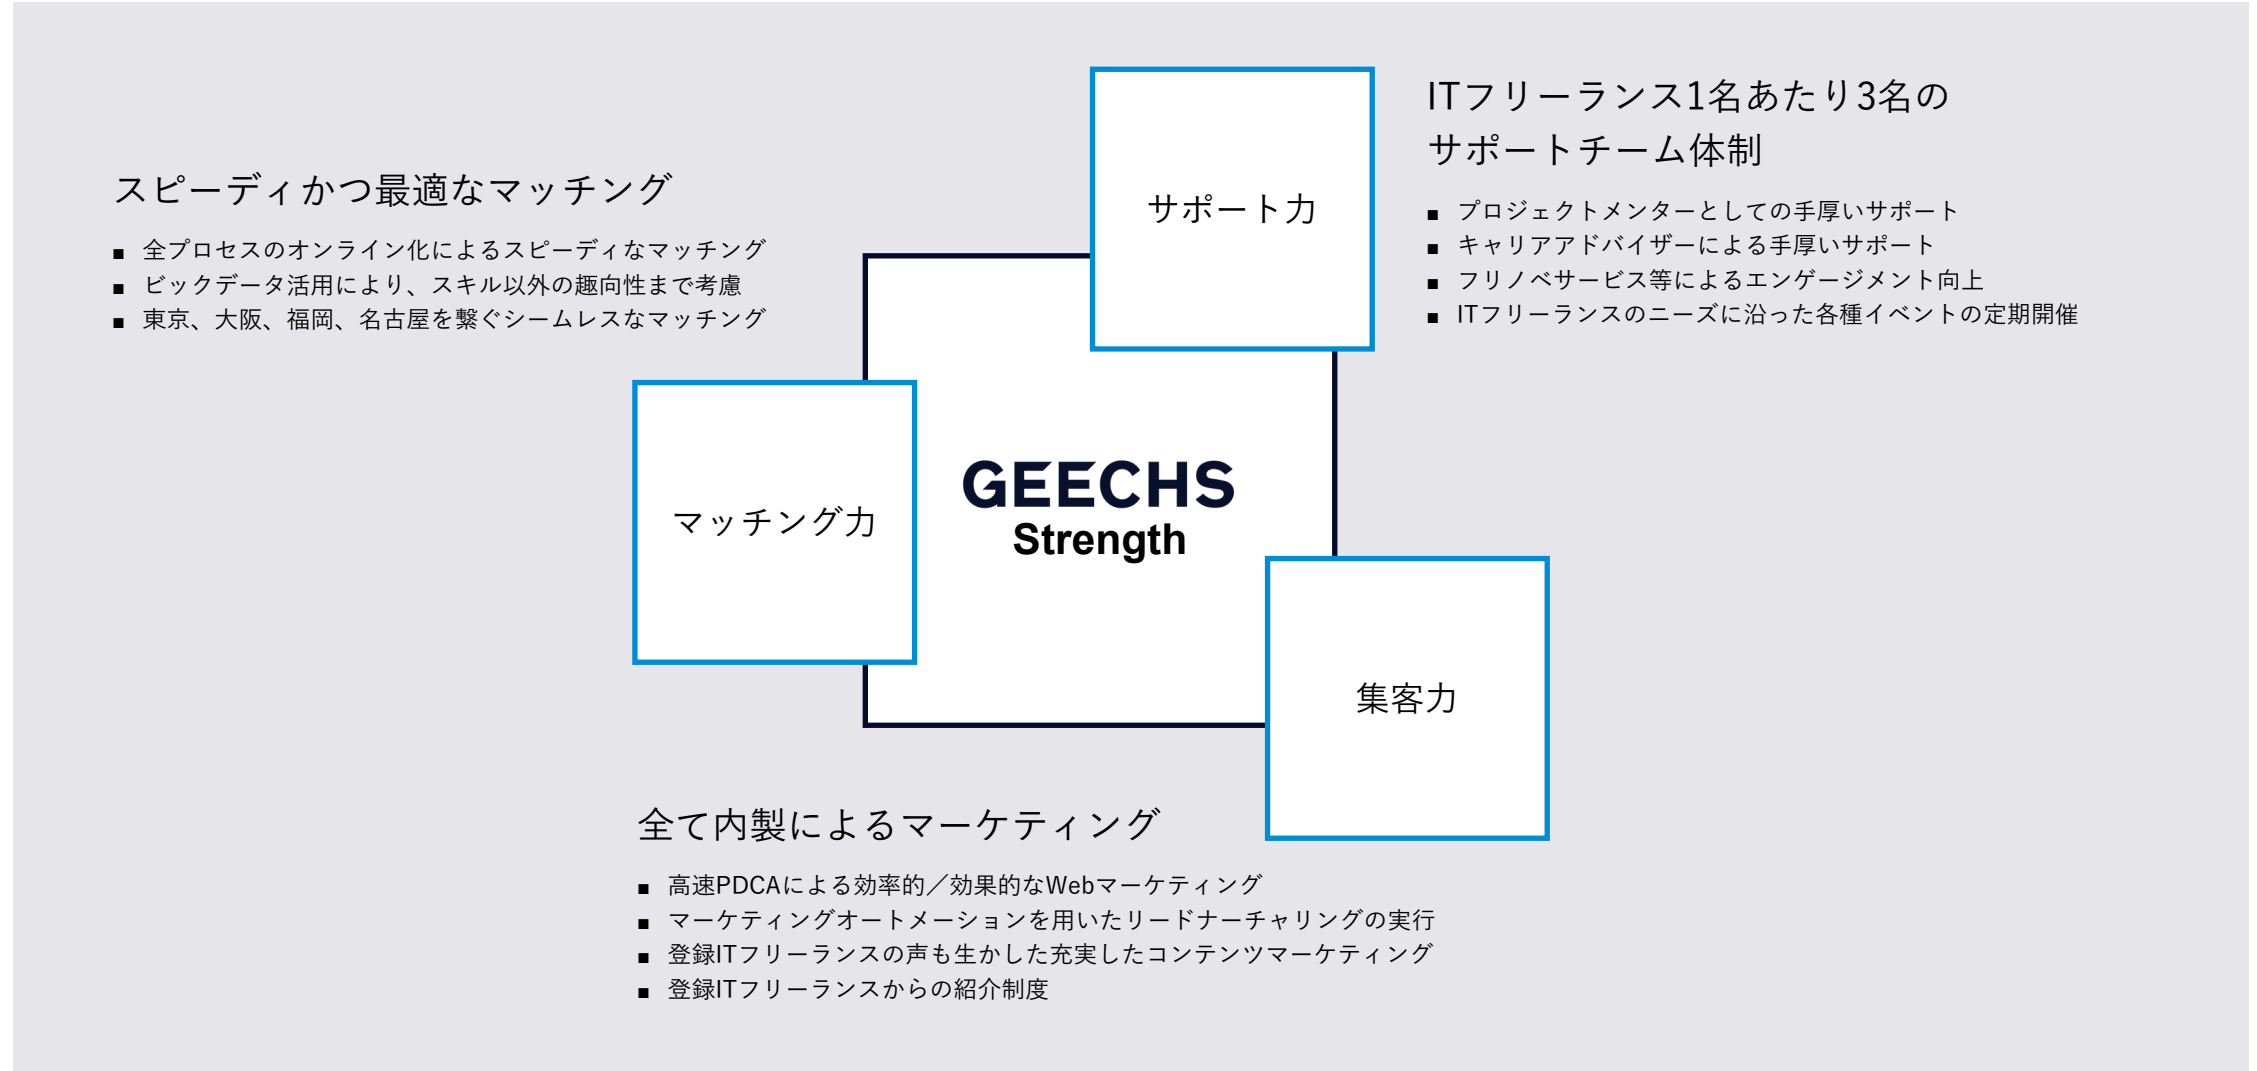 スピーディかつ最適なマッチング
■ 全プロセスのオンライン化によるスピーディなマッチング
■ ビックデータ活用により、スキル以外の趣向性まで考慮
■ 東京、大阪、福岡、名古屋を繋ぐシームレスなマッチング
サポート力
ITフリーランス1名あたり3名の
サポートチーム体制
■ プロジェクトメンターとしての手厚いサポート
■ キャリアアドバイザーによる手厚いサポート
■ フリノベサービス等によるエンゲージメント向上
■ ITフリーランスのニーズに沿った各種イベントの定期開催
マッチング力
GEECHS
Strength
集客力
全て内製によるマーケティング
■ 高速PDCAによる効率的／効果的なWebマーケティング
■ マーケティングオートメーションを用いたリードナーチャリングの実行
■ 登録ITフリーランスの声も生かした充実したコンテンツマーケティング
■ 登録ITフリーランスからの紹介制度